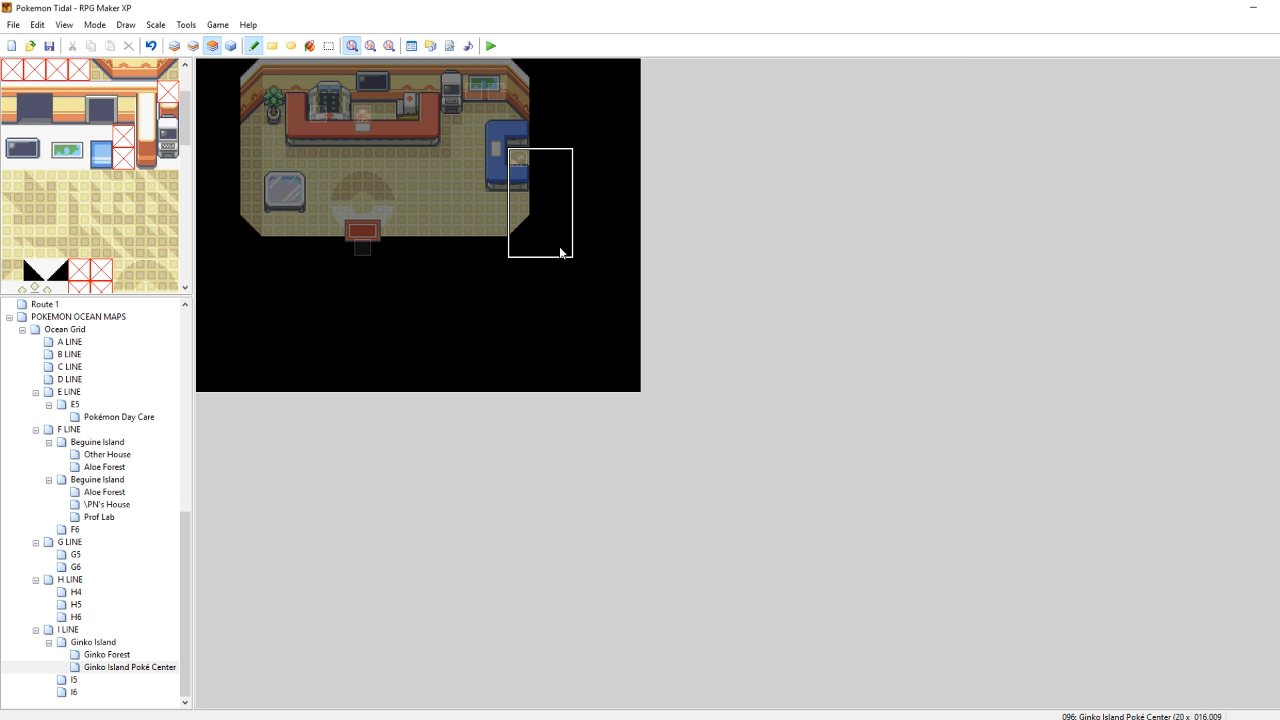 Pokemon Tidal - RPG Maker XP
File Edit View Mode Draw Scale Tools Game Help
Route 1
POKEMON OCEAN MAPS
Ocean Grid
A LINE
B LINE
C LINE
D LINE
E LINE
E5
Pokémon Day Care
F LINE
Beguine Island
Other House
Aloe Forest
Beguine Island
Aloe Forest
\PN's House
Prof Lab
F6
G LINE
G5
G6
H LINE
H4
H5
H6
I LINE
Ginko Island
Ginko Forest
Ginko Island Poké Center
I5
I6
096: Ginko Island Poké Center (20 x 016,009